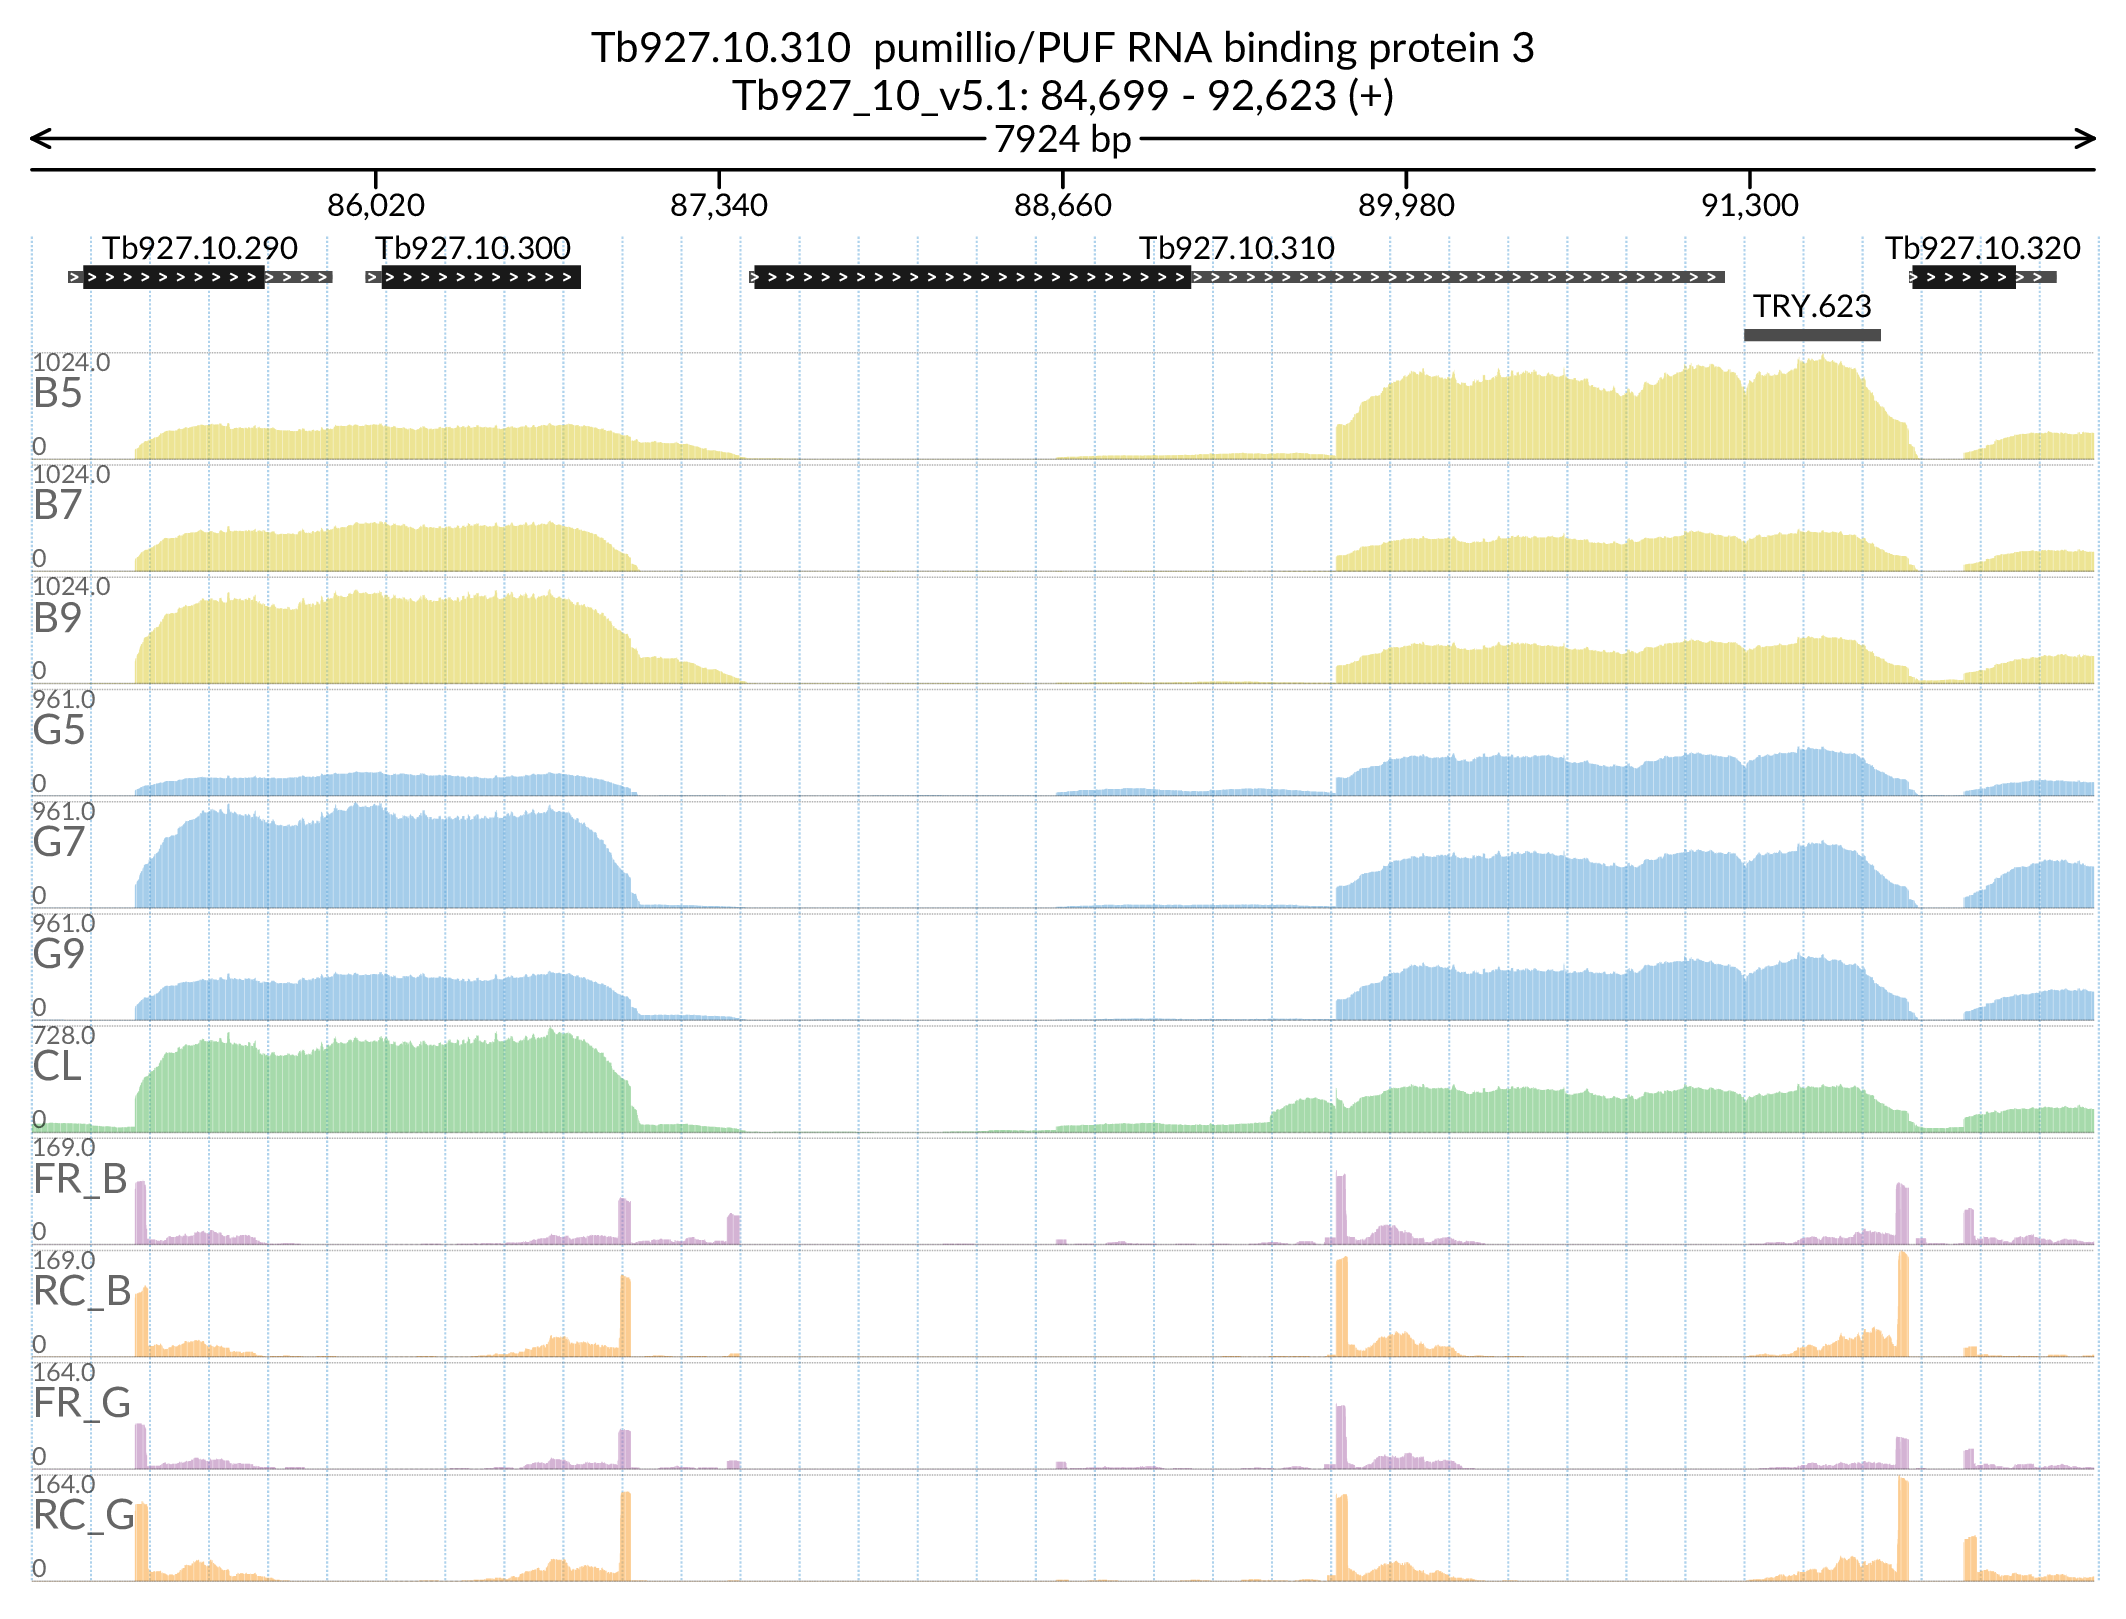 Tb927.10.310  pumillio/PUF RNA binding protein 3
Tb927_10_v5.1: 84,699 - 92,623 (+)
7924 bp
86,020 87,340 88,660 89,980 91,300
Tb927.10.290 Tb927.10.300 Tb927.10.310 Tb927.10.320
TRY.623
1024.0
B5
0
1024.0
B7
0
1024.0
B9
0
961.0
G5
0
961.0
G7
0
961.0
G9
0
728.0
CL
0
169.0
FR_B
0
169.0
RC_B
0
164.0
FR_G
0
164.0
RC_G
0